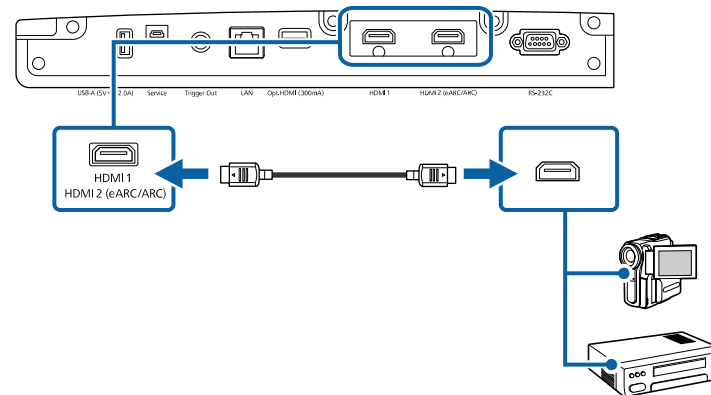 USB-A (5V⎓2.0A) Service Trigger Out LAN Opt.HDMI (300mA) HDMI 1 HDMI 2 (eARC/ARC) RS-232C
HDMI 1
HDMI 2 (eARC/ARC)